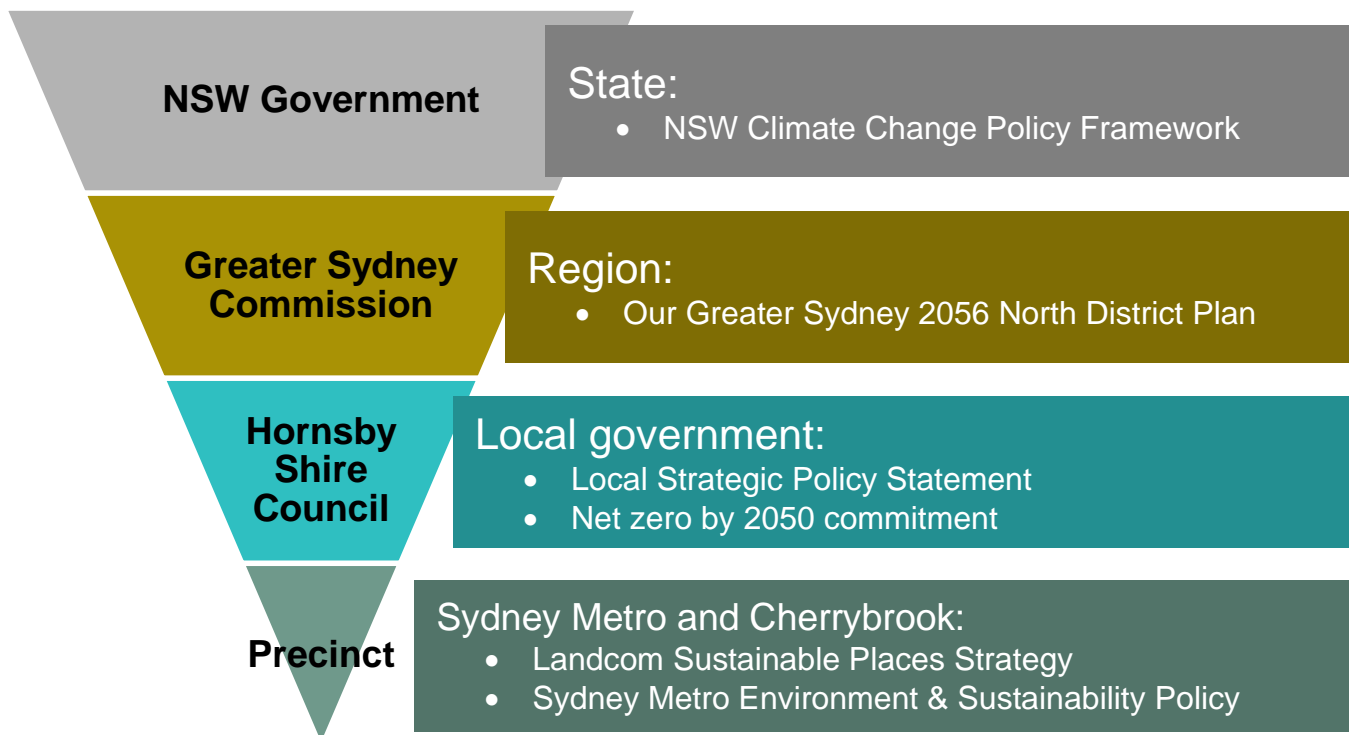 NSW Government
State:
• NSW Climate Change Policy Framework
Greater Sydney
Commission
Region:
• Our Greater Sydney 2056 North District Plan
Hornsby
Shire
Council
Local government:
• Local Strategic Policy Statement
• Net zero by 2050 commitment
Precinct
Sydney Metro and Cherrybrook:
• Landcom Sustainable Places Strategy
• Sydney Metro Environment & Sustainability Policy